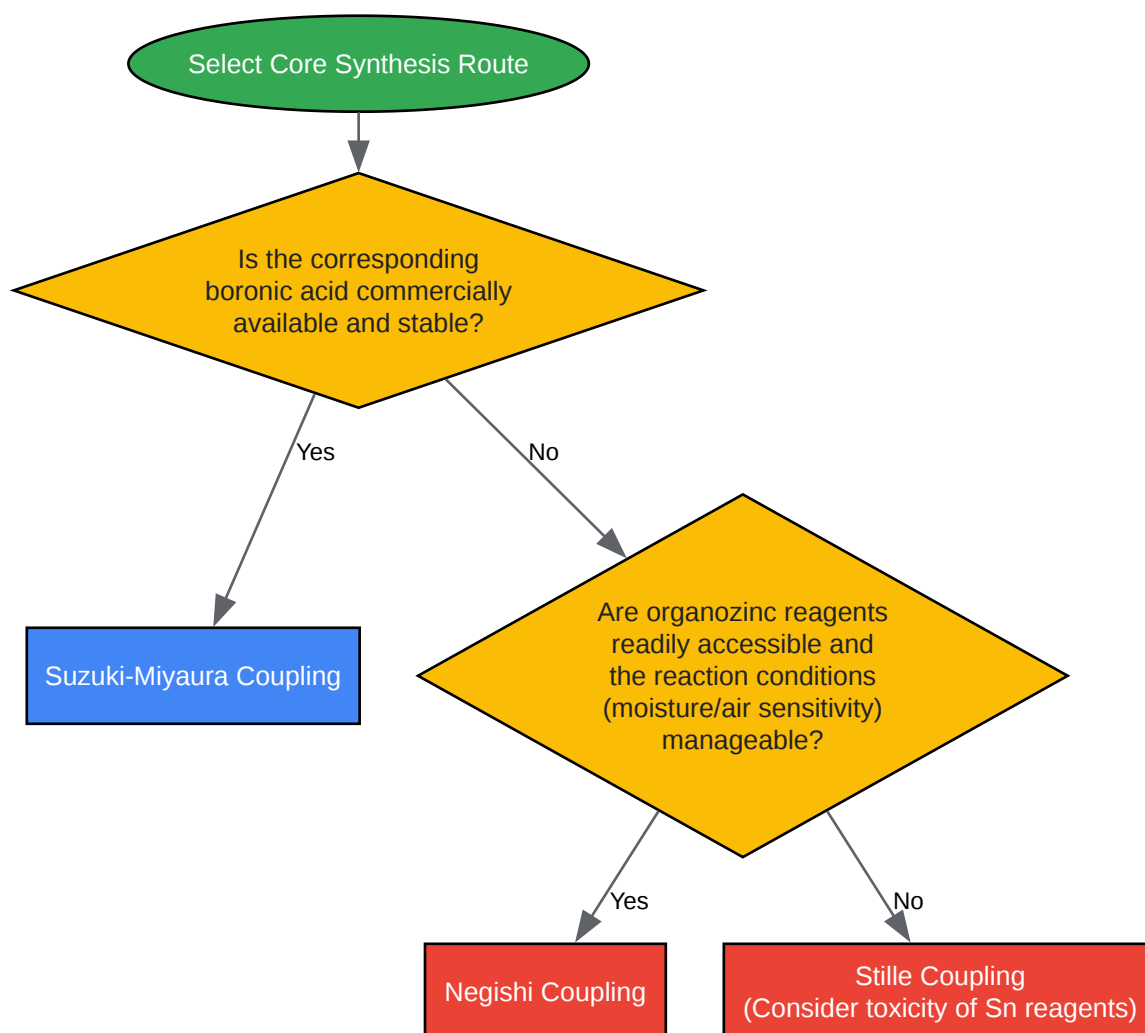 Select Core Synthesis Route
Is the corresponding
boronic acid commercially
available and stable?
Yes
No
Are organozinc reagents
readily accessible and
the reaction conditions
(moisture/air sensitivity)
manageable?
Suzuki-Miyaura Coupling
Yes
No
Negishi Coupling
Stille Coupling
(Consider toxicity of Sn reagents)